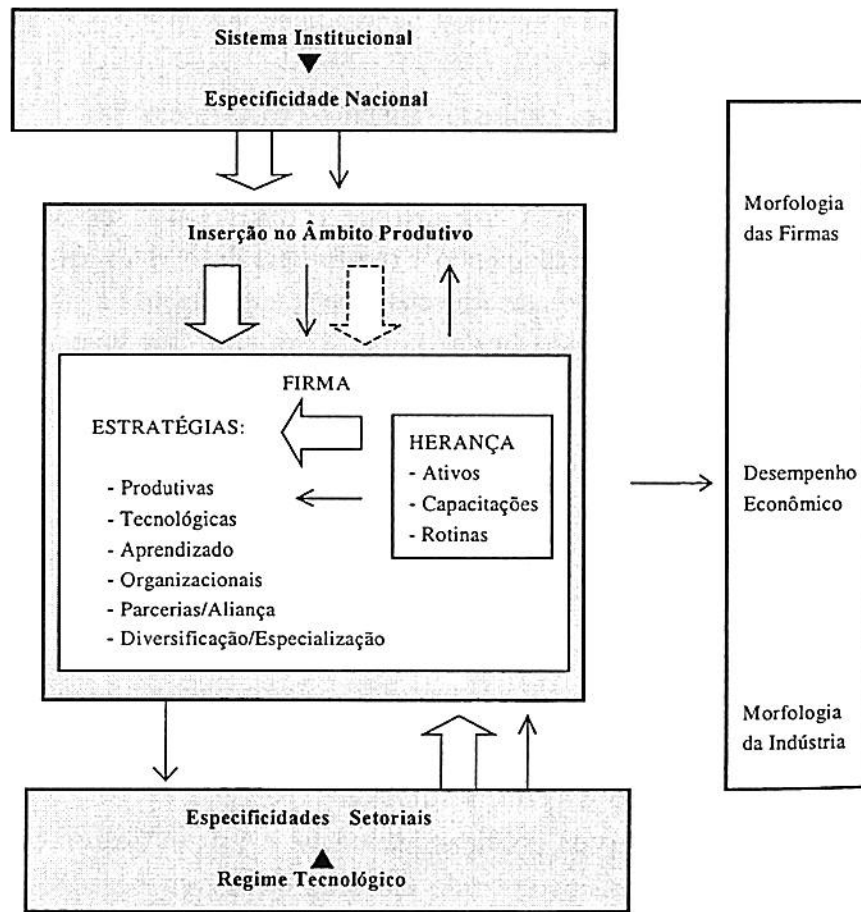 Sistema Institucional
Especificidade Nacional
Inserção no Âmbito Produtivo
FIRMA
ESTRATÉGIAS:
- Produtivas
- Tecnológicas
- Aprendizado
- Organizacionais
- Parcerias/Aliança
- Diversificação/Especialização
HERANÇA
- Ativos
- Capacitações
- Rotinas
Morfologia
das Firmas
Desempenho
Econômico
Morfologia
da Indústria
Especificidades Setoriais
Regime Tecnológico